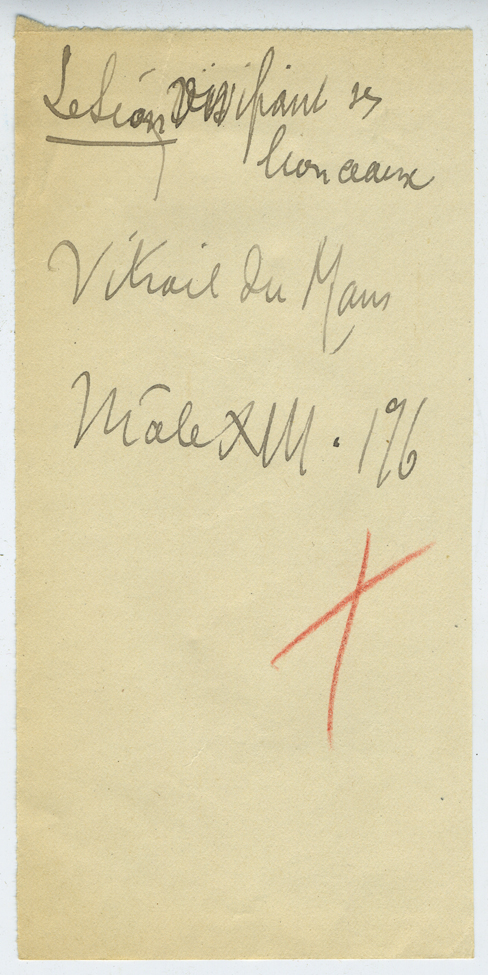 Le Lion vivifiant ses
lionceaux
Vitrail du Mans
Mâle XIII. 176